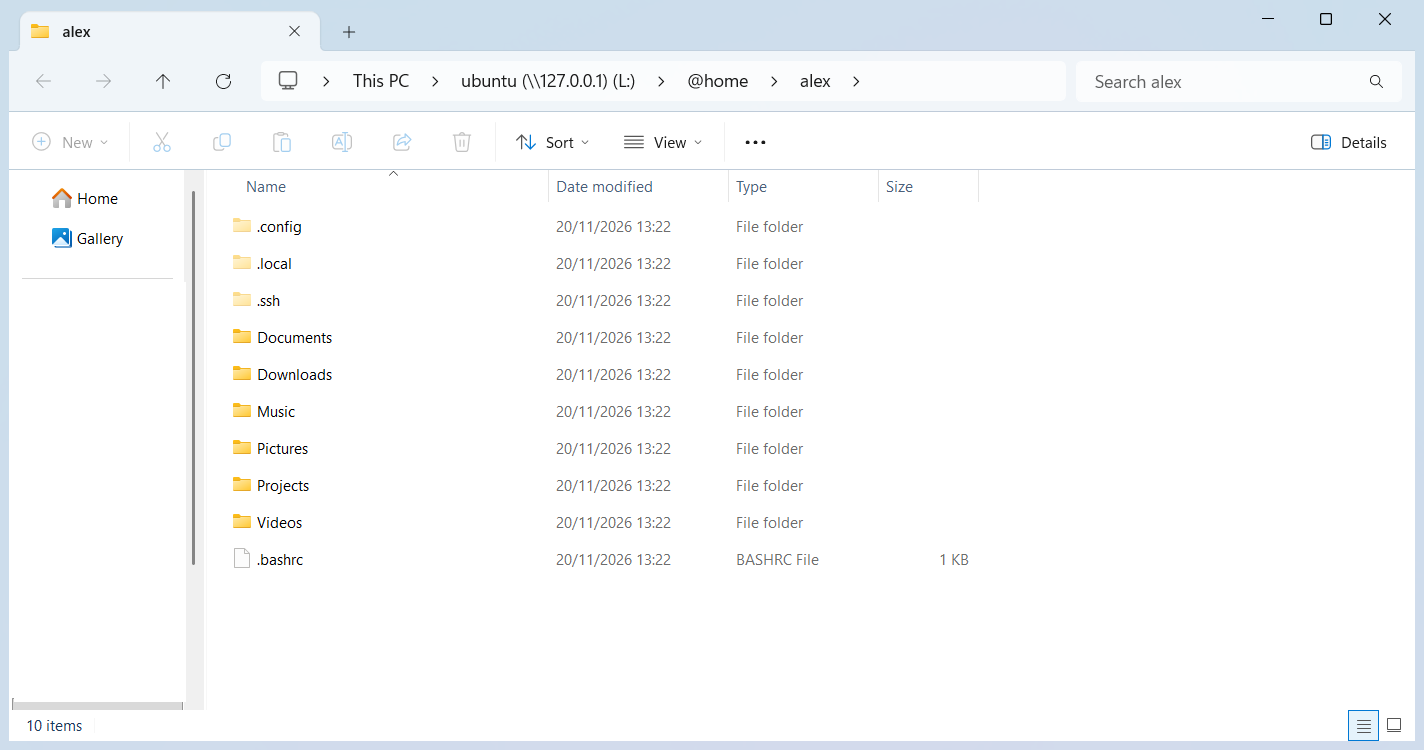 alex
This PC
ubuntu (\\127.0.0.1) (L:)
@home
alex
Search alex
New
Sort
View
Details
Home
Gallery
Name Date modified Type Size
.config 20/11/2026 13:22 File folder
.local 20/11/2026 13:22 File folder
.ssh 20/11/2026 13:22 File folder
Documents 20/11/2026 13:22 File folder
Downloads 20/11/2026 13:22 File folder
Music 20/11/2026 13:22 File folder
Pictures 20/11/2026 13:22 File folder
Projects 20/11/2026 13:22 File folder
Videos 20/11/2026 13:22 File folder
.bashrc 20/11/2026 13:22 BASHRC File 1 KB
10 items